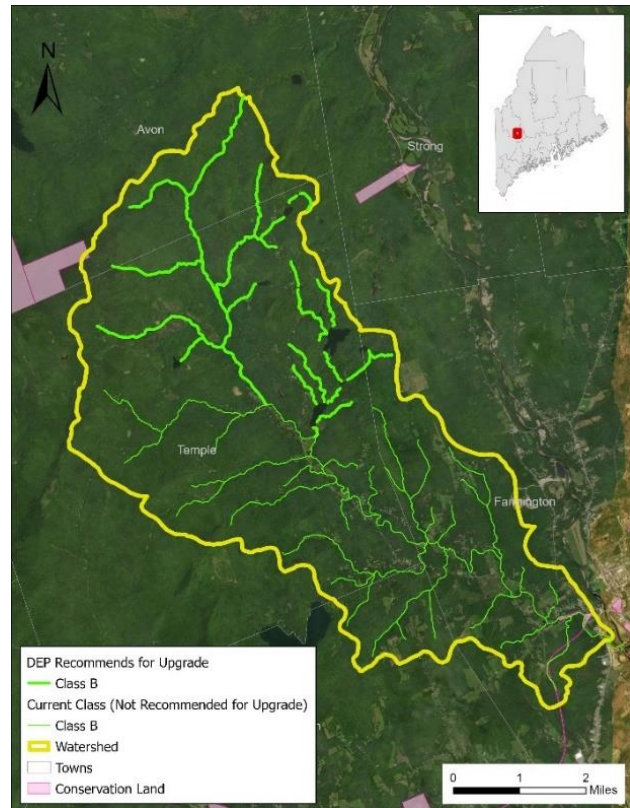 N
Avon
Strong
Temple
Farmington
DEP Recommends for Upgrade
Class B
Current Class (Not Recommended for Upgrade)
Class B
Watershed
Towns
Conservation Land
0 1 2
Miles